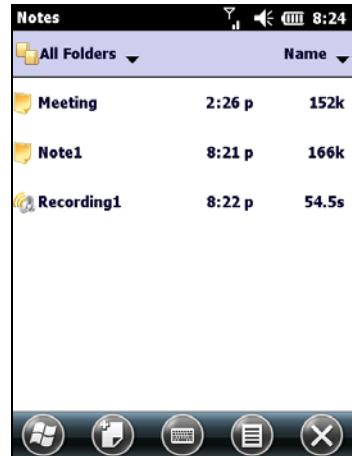 Notes 8:24
All Folders Name
Meeting 2:26 p 152k
Note1 8:21 p 166k
Recording1 8:22 p 54.5s